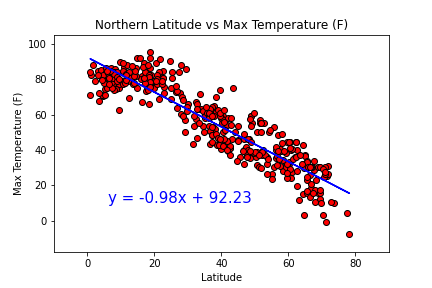 Northern Latitude vs Max Temperature (F)
Max Temperature (F)
100
80
60
40
20
0
y = -0.98x + 92.23
0 20 40 60 80
Latitude